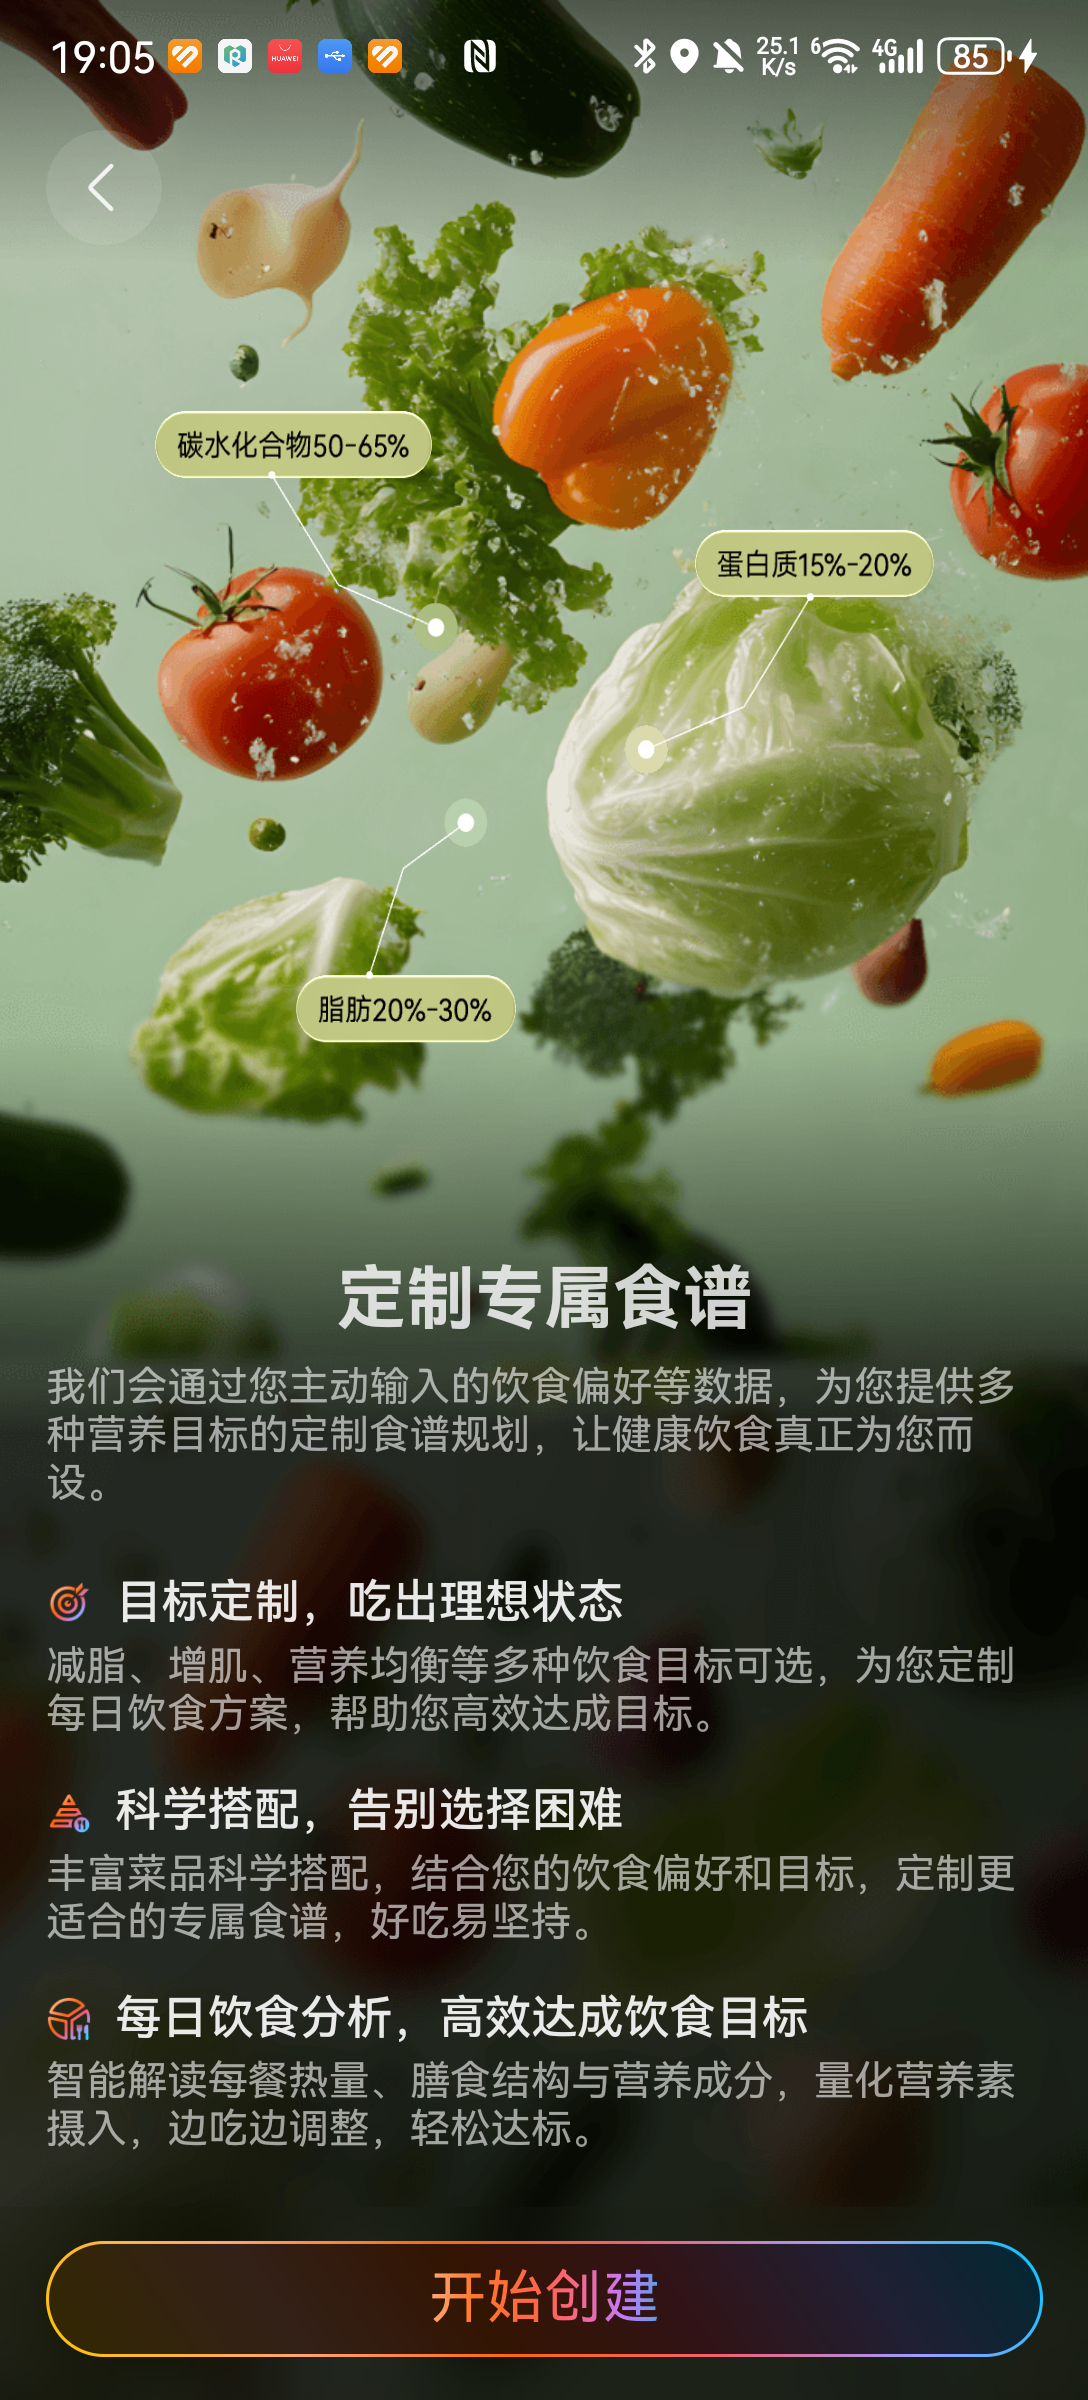 19:05
HUAWEI
25.1 K/s
6
4G
85
碳水化合物50-65%
蛋白质15%-20%
脂肪20%-30%
定制专属食谱
我们会通过您主动输入的饮食偏好等数据，为您提供多
种营养目标的定制食谱规划，让健康饮食真正为您而
设。
目标定制，吃出理想状态
减脂、增肌、营养均衡等多种饮食目标可选，为您定制
每日饮食方案，帮助您高效达成目标。
科学搭配，告别选择困难
丰富菜品科学搭配，结合您的饮食偏好和目标，定制更
适合的专属食谱，好吃易坚持。
每日饮食分析，高效达成饮食目标
智能解读每餐热量、膳食结构与营养成分，量化营养素
摄入，边吃边调整，轻松达标。
开始创建